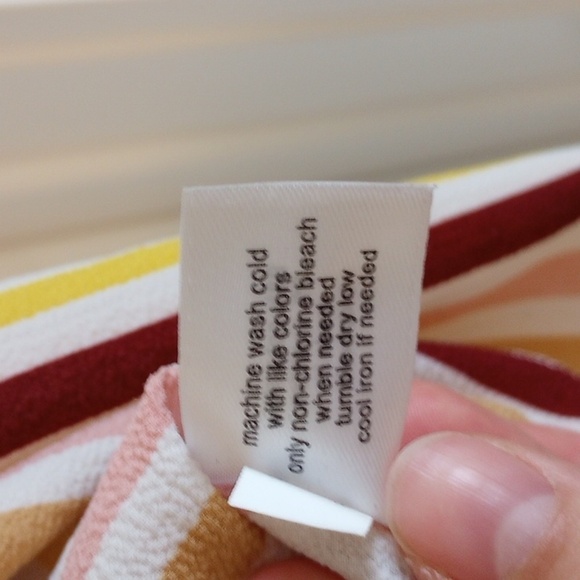 machine wash cold
with like colors
only non-chlorine bleach
when needed
tumble dry low
cool iron if needed